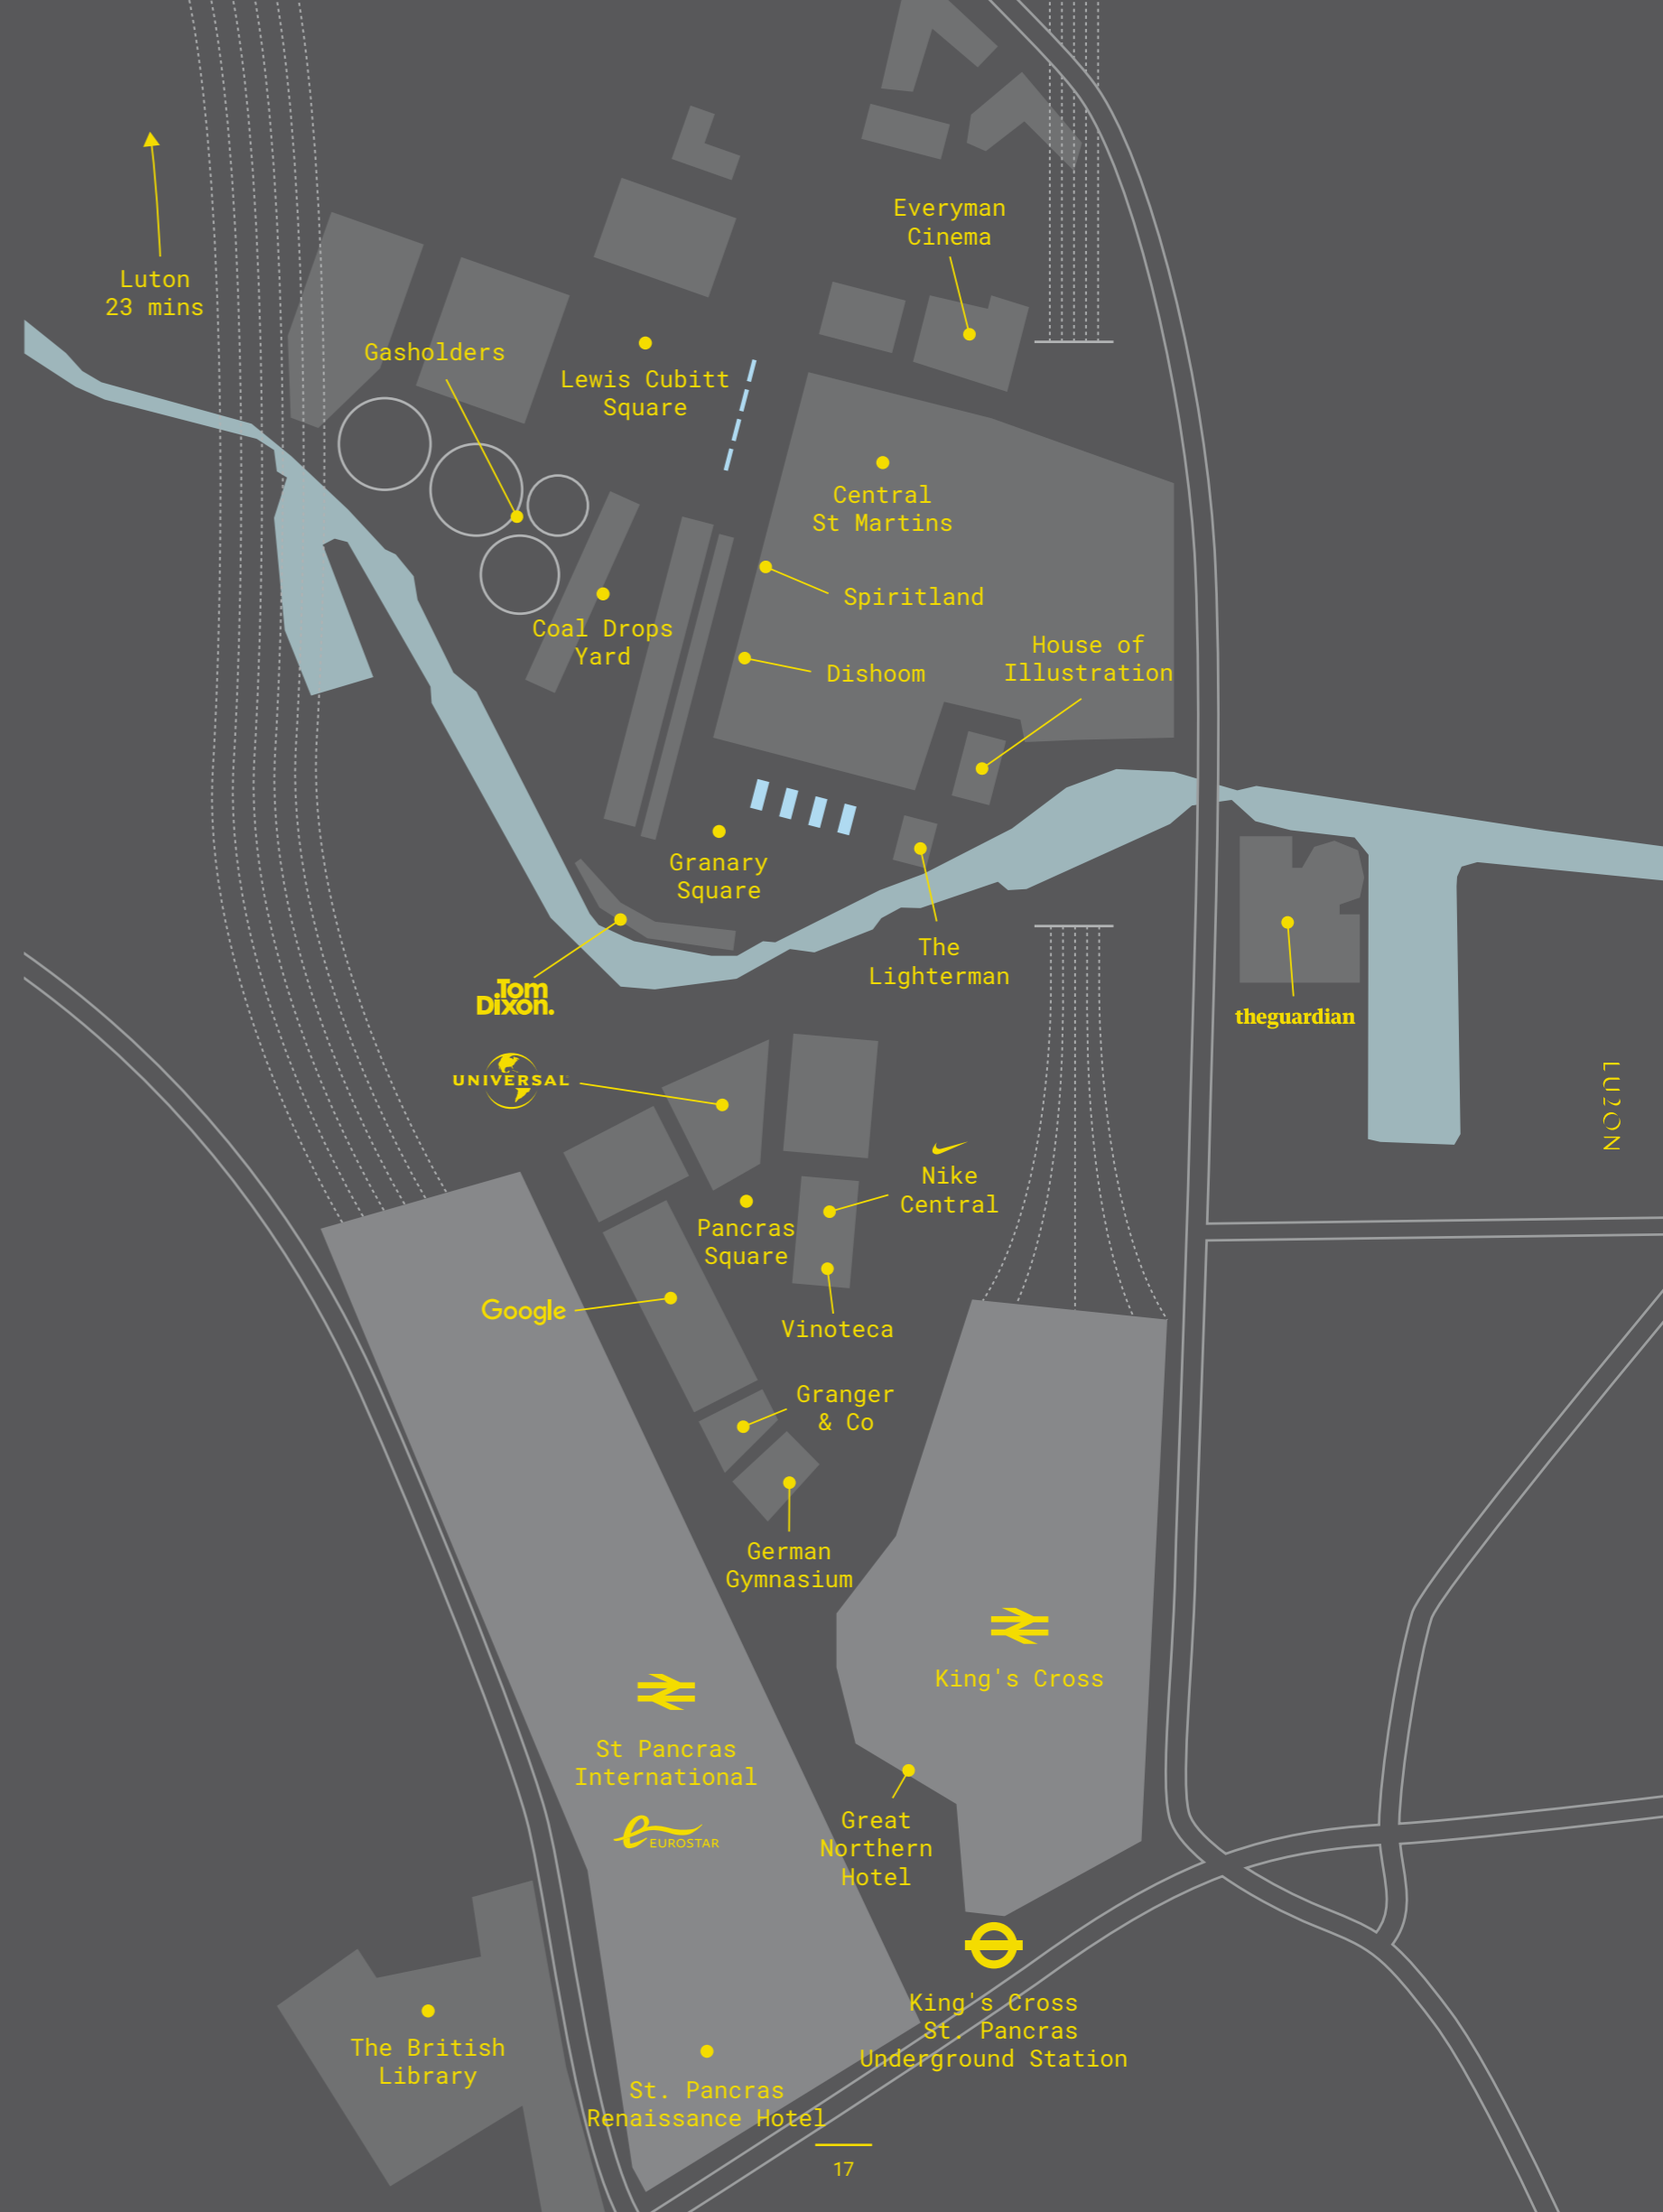 Everyman
Cinema
Luton
23 mins
Gasholders
Lewis Cubitt
Square
Central
St Martins
Spiritland
Coal Drops
Yard
House of
Illustration
Dishoom
Granary
Square
The
Lighterman
Tom
Dixon.
theguardian
UNIVERSAL
LUTON
Nike
Central
Pancras
Square
Google
Vinoteca
Granger
& Co
German
Gymnasium
King's Cross
St Pancras
International
EUROSTAR
Great
Northern
Hotel
King's Cross
St. Pancras
Underground Station
The British
Library
St. Pancras
Renaissance Hotel
17